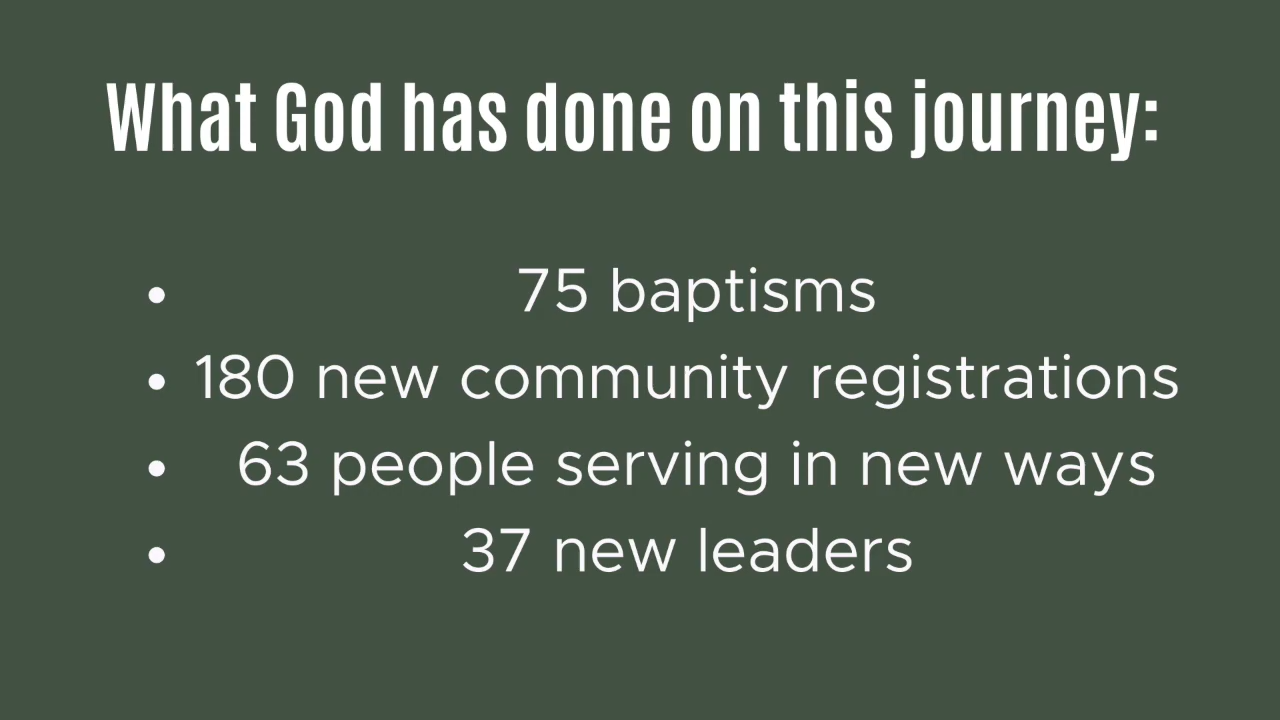 What God has done on this journey:
• 75 baptisms
• 180 new community registrations
• 63 people serving in new ways
• 37 new leaders